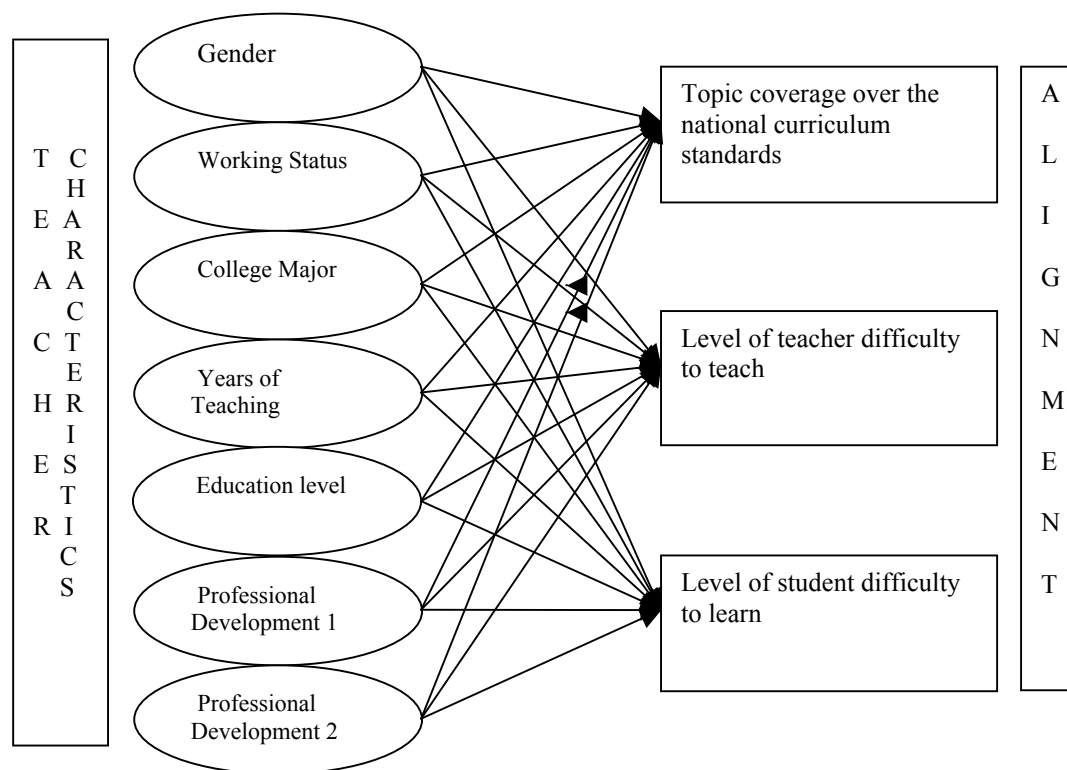 TEACHER
CHARACTERISTICS
Gender
Working Status
College Major
Years of
Teaching
Education level
Professional
Development 1
Professional
Development 2
Topic coverage over the
national curriculum
standards
Level of teacher difficulty
to teach
Level of student difficulty
to learn
ALIGNMENT